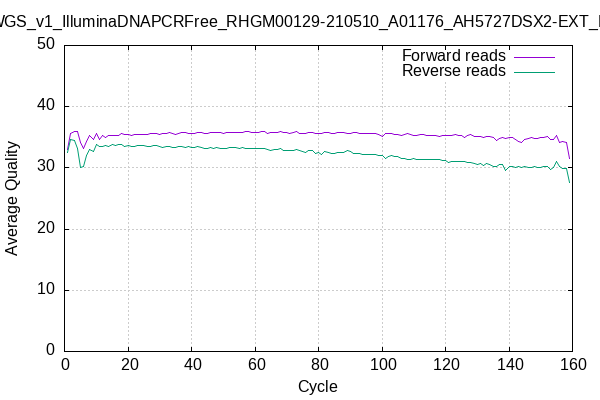 WGS_v1_IlluminaDNAPCRFree_RHGM00129-210510_A01176_AH5727DSX2-EXT_
Forward reads
Reverse reads
Average Quality
50
40
30
20
10
0
0 20 40 60 80 100 120 140 160
Cycle